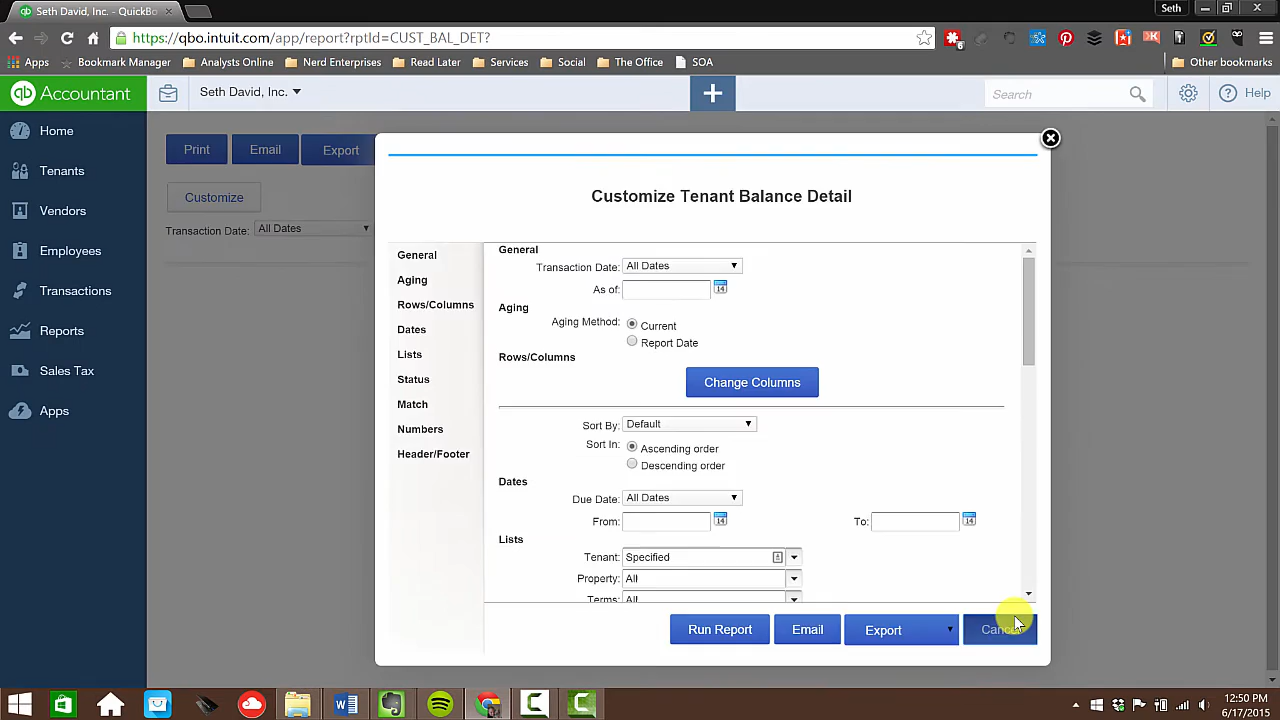 Seth David, Inc. - QuickBo
Seth
https://qbo.intuit.com/app/report?rptId=CUST_BAL_DET?
6
Apps
Bookmark Manager
Analysts Online
Nerd Enterprises
Read Later
Services
Social
The Office
SOA
Other bookmarks
qb Accountant
Seth David, Inc.
Search
Help
Home
Tenants
Vendors
Employees
Transactions
Reports
Sales Tax
Apps
Print
Email
Export
Customize
Transaction Date: All Dates
Customize Tenant Balance Detail
General
Aging
Rows/Columns
Dates
Lists
Status
Match
Numbers
Header/Footer
General
Transaction Date: All Dates
As of: 14
Aging
Aging Method: Current
Report Date
Rows/Columns
Change Columns
Sort By: Default
Sort In: Ascending order
Descending order
Dates
Due Date: All Dates
From: 14 To: 14
Lists
Tenant: Specified
Property: All
Terms: All
Run Report
Email
Export
Cancel
12:50 PM
6/17/2015